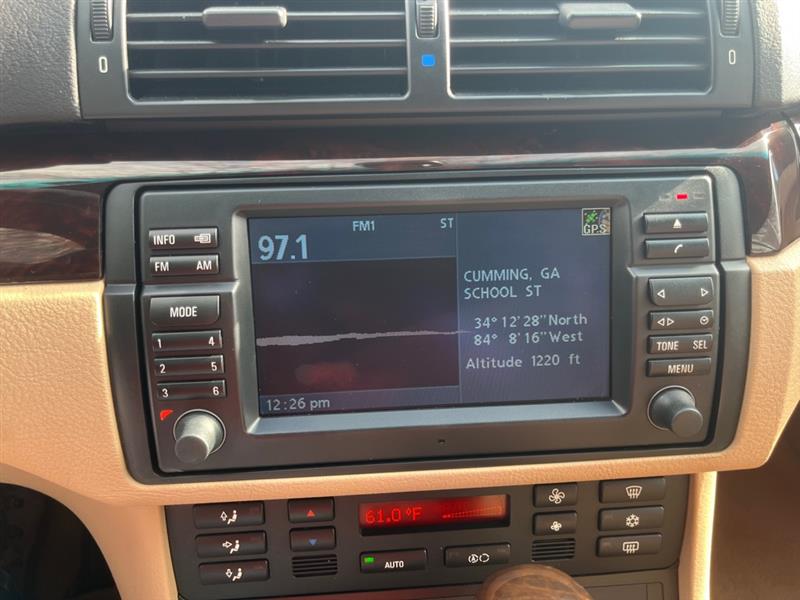 0
0
FM1 ST
97.1
GPS
CUMMING, GA
SCHOOL ST
34° 12'28"North
84° 8'16"West
Altitude 1220 ft
12:26 pm
INFO
FM AM
MODE
1 4
2 5
3 6
TONE SEL
MENU
61.0°F
AUTO